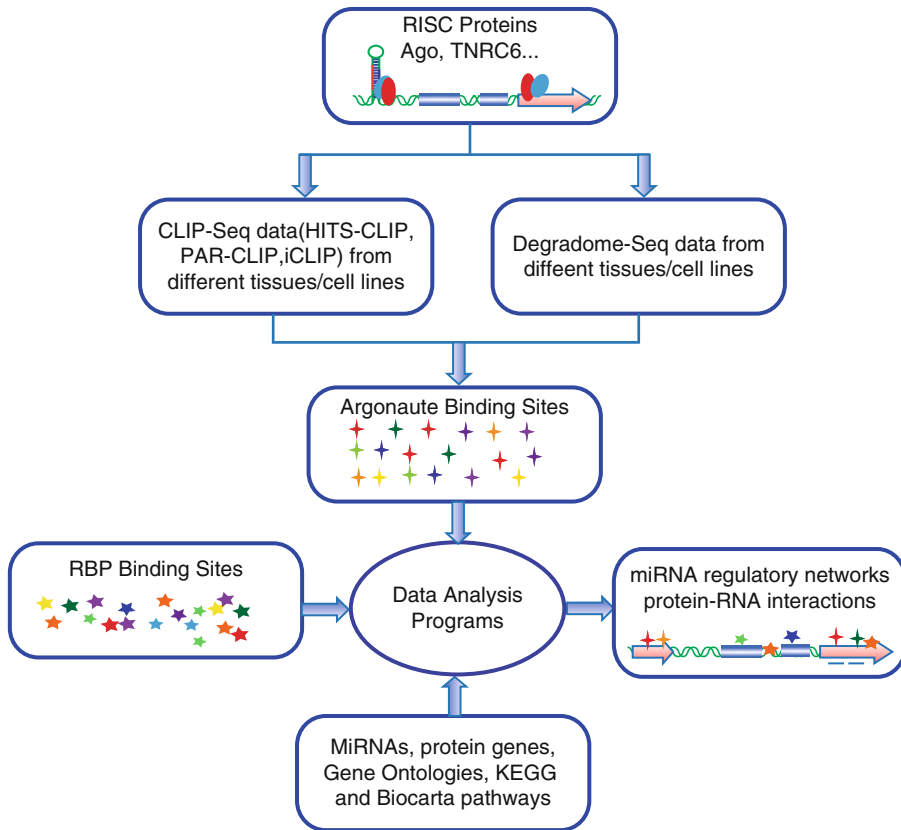 RISC Proteins
Ago, TNRC6...
CLIP-Seq data(HITS-CLIP,
PAR-CLIP,iCLIP) from
different tissues/cell lines
Degradome-Seq data from
diffeent tissues/cell lines
Argonaute Binding Sites
RBP Binding Sites
Data Analysis
Programs
miRNA regulatory networks
protein-RNA interactions
MiRNAs, protein genes,
Gene Ontologies, KEGG
and Biocarta pathways